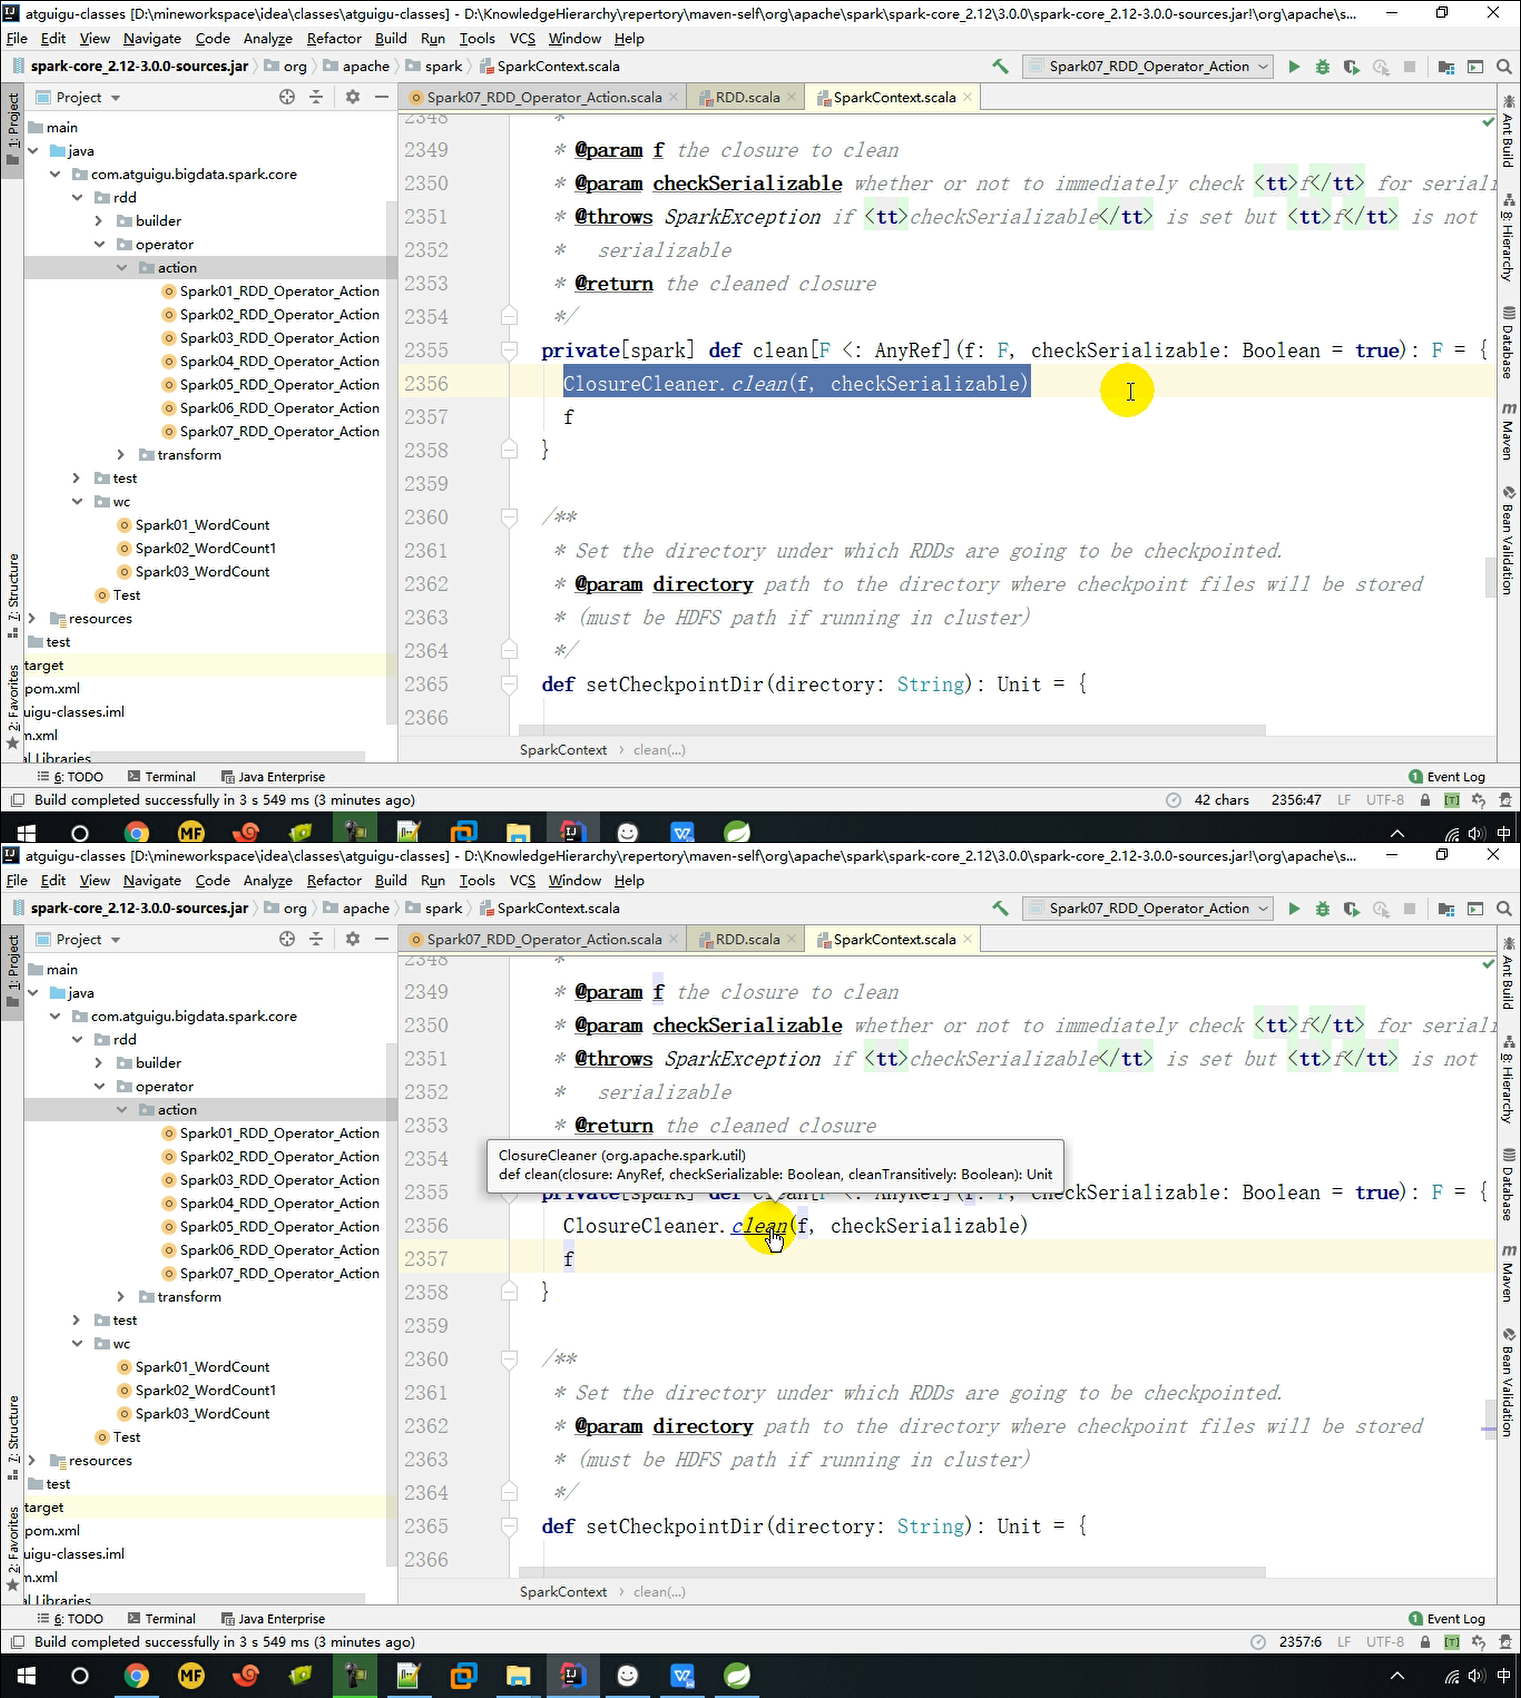 atguigu-classes [D:\mineworkspace\idea\classes\atguigu-classes] - D:\KnowledgeHierarchy\repertory\maven-self\org\apache\spark\spark-core_2.12\3.0.0\spark-core_2.12-3.0.0-sources.jar!\org\apache\s...
File Edit View Navigate Code Analyze Refactor Build Run Tools VCS Window Help
spark-core_2.12-3.0.0-sources.jar org apache spark SparkContext.scala Spark07_RDD_Operator_Action
Project Spark07_RDD_Operator_Action.scala RDD.scala SparkContext.scala
1: Project
7: Structure
2: Favorites
main
java
com.atguigu.bigdata.spark.core
rdd
builder
operator
action
Spark01_RDD_Operator_Action
Spark02_RDD_Operator_Action
Spark03_RDD_Operator_Action
Spark04_RDD_Operator_Action
Spark05_RDD_Operator_Action
Spark06_RDD_Operator_Action
Spark07_RDD_Operator_Action
transform
test
wc
Spark01_WordCount
Spark02_WordCount1
Spark03_WordCount
Test
resources
test
target
pom.xml
uigu-classes.iml
n.xml
al Libraries
2348 *
2349 * @param f the closure to clean
2350 * @param checkSerializable whether or not to immediately check <tt>f</tt> for seriali
2351 * @throws SparkException if <tt>checkSerializable</tt> is set but <tt>f</tt> is not
2352 * serializable
2353 * @return the cleaned closure
2354 */
2355 private[spark] def clean[F <: AnyRef](f: F, checkSerializable: Boolean = true): F = {
2356 ClosureCleaner.clean(f, checkSerializable)
2357 f
2358 }
2359
2360 /**
2361 * Set the directory under which RDDs are going to be checkpointed.
2362 * @param directory path to the directory where checkpoint files will be stored
2363 * (must be HDFS path if running in cluster)
2364 */
2365 def setCheckpointDir(directory: String): Unit = {
2366
SparkContext clean(...)
Ant Build
8: Hierarchy
Database
Maven
Bean Validation
6: TODO Terminal Java Enterprise 1 Event Log
Build completed successfully in 3 s 549 ms (3 minutes ago) 42 chars 2356:47 LF UTF-8
MF 中
atguigu-classes [D:\mineworkspace\idea\classes\atguigu-classes] - D:\KnowledgeHierarchy\repertory\maven-self\org\apache\spark\spark-core_2.12\3.0.0\spark-core_2.12-3.0.0-sources.jar!\org\apache\s...
File Edit View Navigate Code Analyze Refactor Build Run Tools VCS Window Help
spark-core_2.12-3.0.0-sources.jar org apache spark SparkContext.scala Spark07_RDD_Operator_Action
Project Spark07_RDD_Operator_Action.scala RDD.scala SparkContext.scala
1: Project
7: Structure
2: Favorites
main
java
com.atguigu.bigdata.spark.core
rdd
builder
operator
action
Spark01_RDD_Operator_Action
Spark02_RDD_Operator_Action
Spark03_RDD_Operator_Action
Spark04_RDD_Operator_Action
Spark05_RDD_Operator_Action
Spark06_RDD_Operator_Action
Spark07_RDD_Operator_Action
transform
test
wc
Spark01_WordCount
Spark02_WordCount1
Spark03_WordCount
Test
resources
test
target
pom.xml
uigu-classes.iml
n.xml
al Libraries
2348 *
2349 * @param f the closure to clean
2350 * @param checkSerializable whether or not to immediately check <tt>f</tt> for seriali
2351 * @throws SparkException if <tt>checkSerializable</tt> is set but <tt>f</tt> is not
2352 * serializable
2353 * @return the cleaned closure
2354
ClosureCleaner (org.apache.spark.util)
def clean(closure: AnyRef, checkSerializable: Boolean, cleanTransitively: Boolean): Unit
2355 private[spark] def clean[F <: AnyRef](f: F, checkSerializable: Boolean = true): F = {
2356 ClosureCleaner.clean(f, checkSerializable)
2357 f
2358 }
2359
2360 /**
2361 * Set the directory under which RDDs are going to be checkpointed.
2362 * @param directory path to the directory where checkpoint files will be stored
2363 * (must be HDFS path if running in cluster)
2364 */
2365 def setCheckpointDir(directory: String): Unit = {
2366
SparkContext clean(...)
Ant Build
8: Hierarchy
Database
Maven
Bean Validation
6: TODO Terminal Java Enterprise 1 Event Log
Build completed successfully in 3 s 549 ms (3 minutes ago) 2357:6 LF UTF-8
MF 中